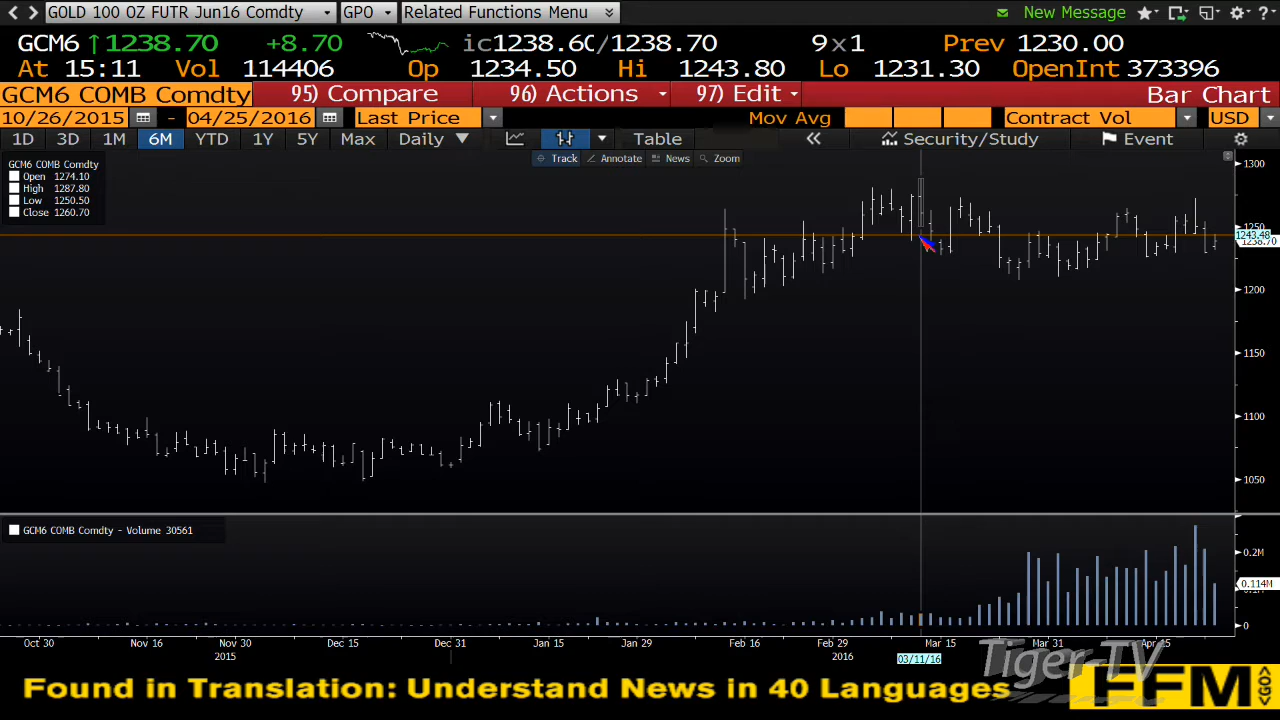 GOLD 100 OZ FUTR Jun16 Comdty GPO Related Functions Menu New Message
GCM6 ↑1238.70 +8.70 ic1238.60/1238.70 9x1 Prev 1230.00
At 15:11 Vol 114406 Op 1234.50 Hi 1243.80 Lo 1231.30 OpenInt 373396
GCM6 COMB Comdty 95) Compare 96) Actions 97) Edit Bar Chart
10/26/2015 - 04/25/2016 Last Price Mov Avg Contract Vol USD
1D 3D 1M 6M YTD 1Y 5Y Max Daily Table Security/Study Event
Track Annotate News Zoom
GCM6 COMB Comdty
Open 1274.10
High 1287.80
Low 1250.50
Close 1260.70
1300
1250
1243.48
1238.70
1200
1150
1100
1050
GCM6 COMB Comdty - Volume 30561
0.2M
0.114M
0
Oct 30 Nov 16 Nov 30 Dec 15 Dec 31 Jan 15 Jan 29 Feb 16 Feb 29 Mar 15 Mar 31 Apr 15
2015 2016 03/11/16
Tiger-TV
Found in Translation: Understand News in 40 Languages FFM <GO>